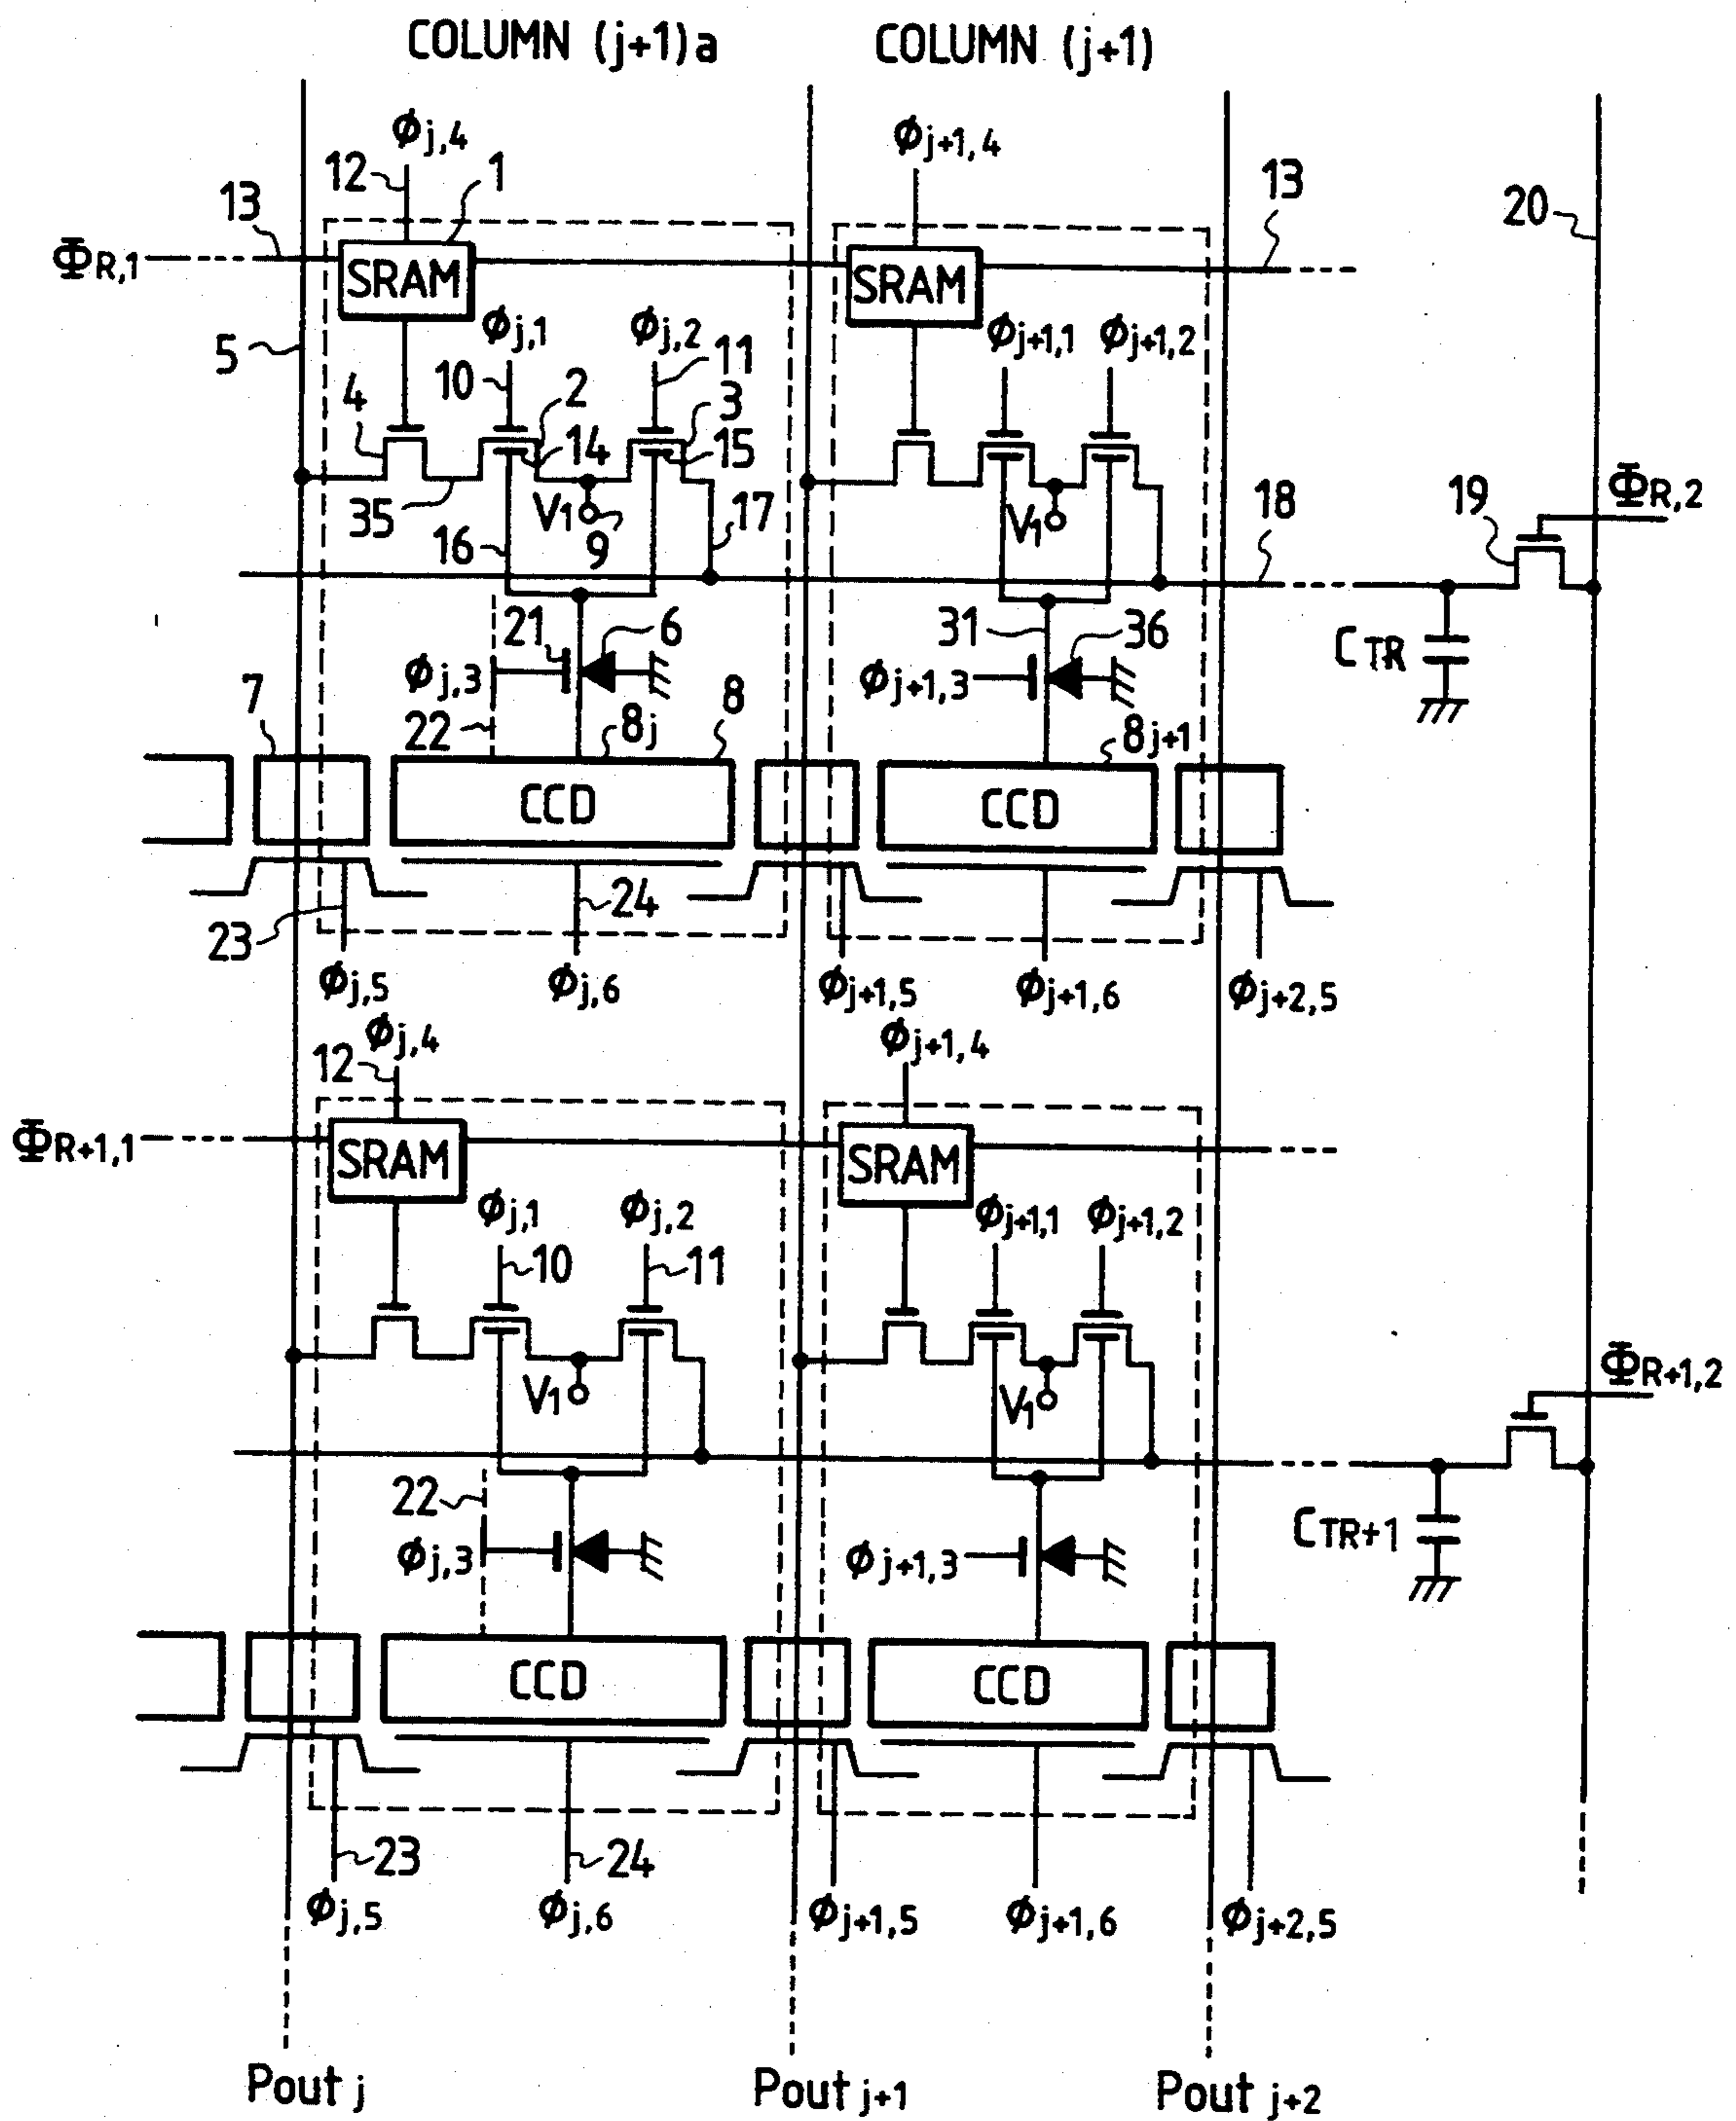 COLUMN (j+1)a COLUMN (j+1)
ϕj,4 ϕj+1,4
12 1 13 20
13
ΦR,1 SRAM SRAM
ϕj,1 ϕj,2 ϕj+1,1 ϕj+1,2
5 10 11
4 2 3
14 15
35 V1 17 V1 18 19 ΦR,2
16 9
21 6 31 36 CTR
ϕj,3 ϕj+1,3
7 22 8j 8 8j+1
CCD CCD
23 24
ϕj,5 ϕj,6 ϕj+1,5 ϕj+1,6 ϕj+2,5
ϕj,4 ϕj+1,4
12
ΦR+1,1 SRAM SRAM
ϕj,1 ϕj,2 ϕj+1,1 ϕj+1,2
10 11
V1 V1 ΦR+1,2
22 CTR+1
ϕj,3 ϕj+1,3
CCD CCD
23 24
ϕj,5 ϕj,6 ϕj+1,5 ϕj+1,6 ϕj+2,5
Pout j Pout j+1 Pout j+2